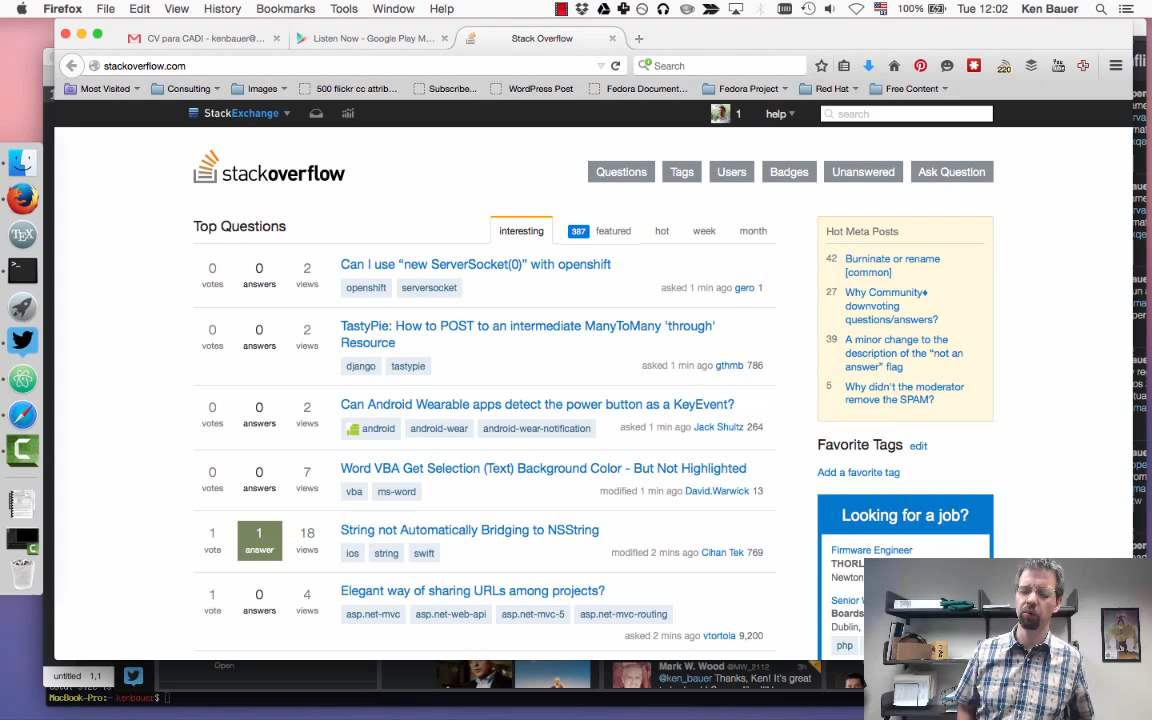 Firefox File Edit View History Bookmarks Tools Window Help 100% Tue 12:02 Ken Bauer
CV para CADI - kenbauer@... × Listen Now - Google Play M... × Stack Overflow × +
stackoverflow.com Search 220
Most Visited Consulting Images 500 flickr cc attrib... Subscribe... WordPress Post Fedora Documen... Fedora Project Red Hat Free Content
StackExchange 1 help search
stackoverflow Questions Tags Users Badges Unanswered Ask Question
Top Questions interesting 387 featured hot week month
0 votes 0 answers 2 views
Can I use “new ServerSocket(0)” with openshift
openshift serversocket asked 1 min ago gero 1
0 votes 0 answers 2 views
TastyPie: How to POST to an intermediate ManyToMany 'through'
Resource
django tastypie asked 1 min ago gthmb 786
0 votes 0 answers 2 views
Can Android Wearable apps detect the power button as a KeyEvent?
android android-wear android-wear-notification asked 1 min ago Jack Shultz 264
0 votes 0 answers 7 views
Word VBA Get Selection (Text) Background Color - But Not Highlighted
vba ms-word modified 1 min ago David.Warwick 13
1 vote 1 answer 18 views
String not Automatically Bridging to NSString
ios string swift modified 2 mins ago Cihan Tek 769
1 vote 0 answers 4 views
Elegant way of sharing URLs among projects?
asp.net-mvc asp.net-web-api asp.net-mvc-5 asp.net-mvc-routing
asked 2 mins ago vtortola 9,200
Hot Meta Posts
42 Burninate or rename
[common]
27 Why Community♦
downvoting
questions/answers?
39 A minor change to the
description of the “not an
answer” flag
5 Why didn't the moderator
remove the SPAM?
Favorite Tags edit
Add a favorite tag
Looking for a job?
Firmware Engineer
THORL
Newton
Senior W
Boards
Dublin,
php
Open
Mark W. Wood @MW_2112 3h
@ken_bauer Thanks, Ken! It's great
untitled 1,1
MacBook-Pro:~ kenbauer$